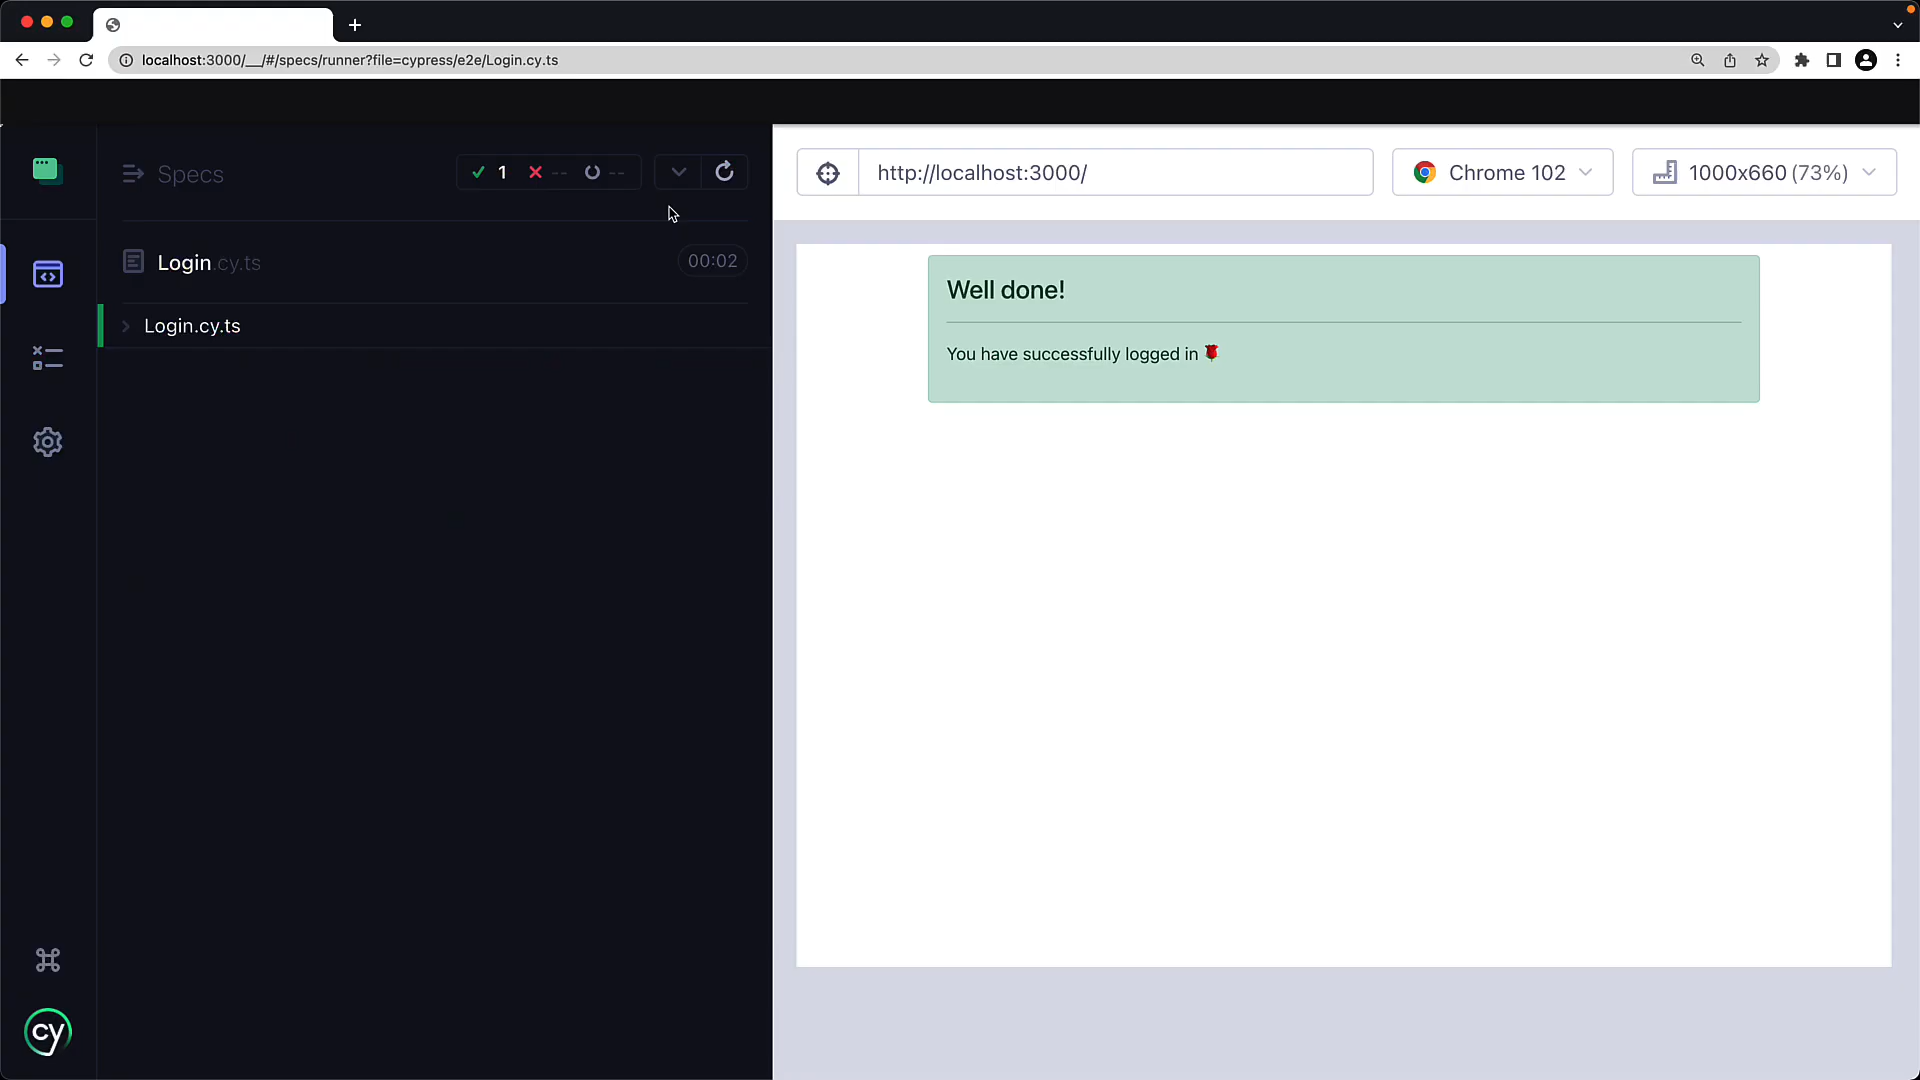 localhost:3000/__/#/specs/runner?file=cypress/e2e/Login.cy.ts
Specs
1 -- --
http://localhost:3000/
Chrome 102
1000x660 (73%)
Login.cy.ts
00:02
Login.cy.ts
Well done!
You have successfully logged in 🌹
cy